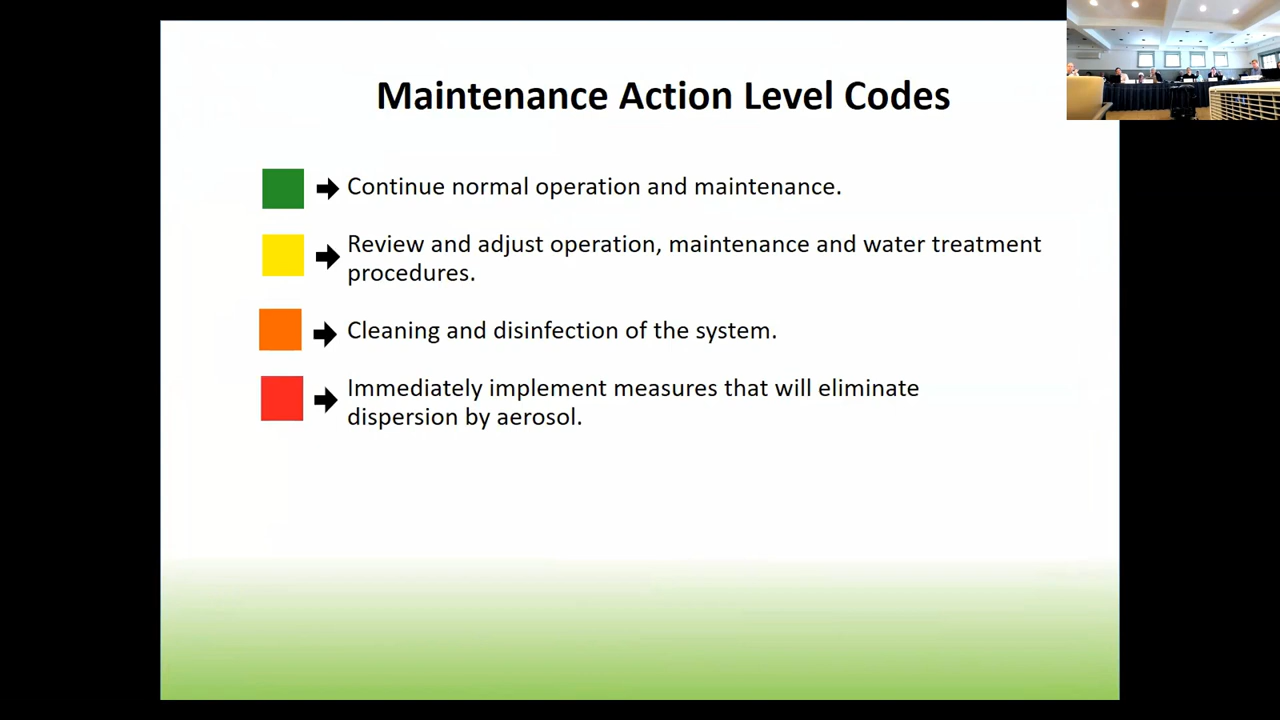 Maintenance Action Level Codes
Continue normal operation and maintenance.
Review and adjust operation, maintenance and water treatment
procedures.
Cleaning and disinfection of the system.
Immediately implement measures that will eliminate
dispersion by aerosol.